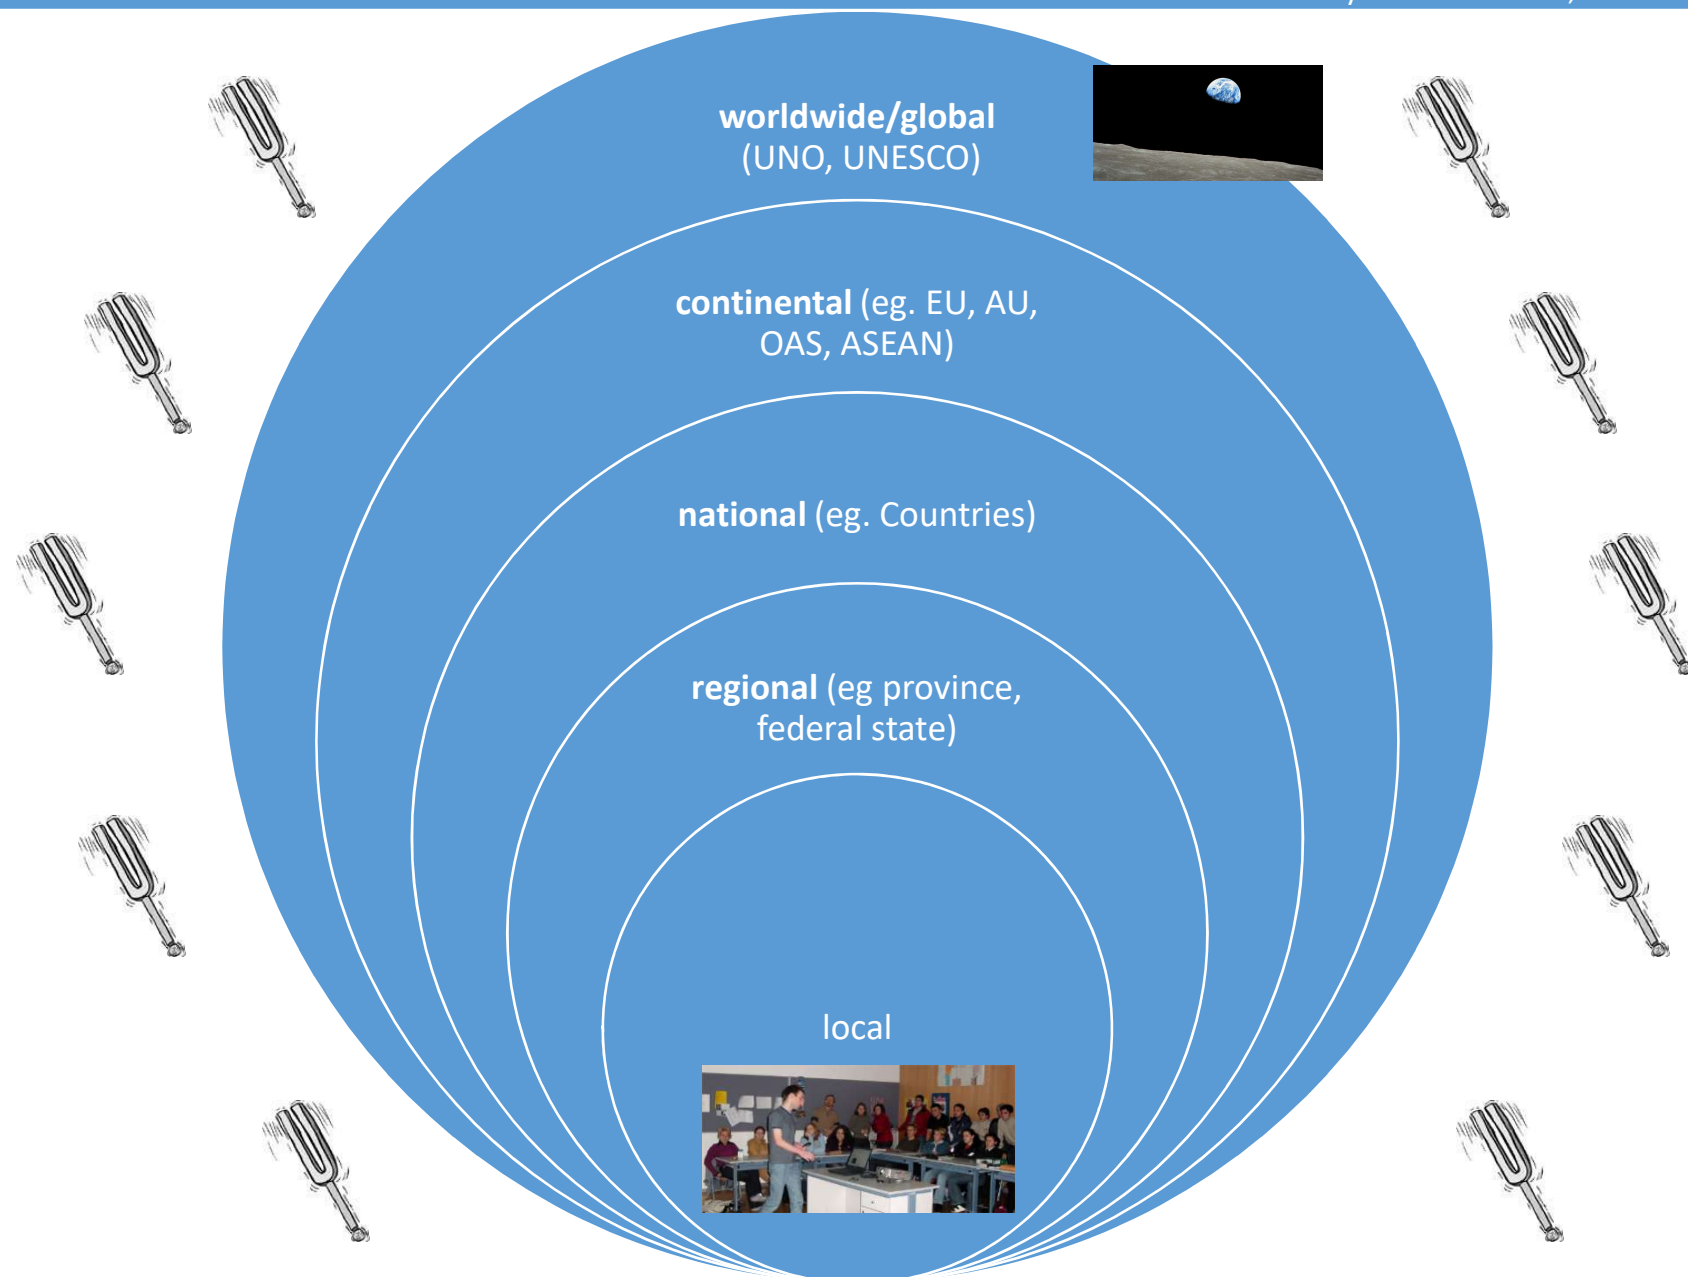 worldwide/global
(UNO, UNESCO)
continental (eg. EU, AU,
OAS, ASEAN)
national (eg. Countries)
regional (eg province,
federal state)
local